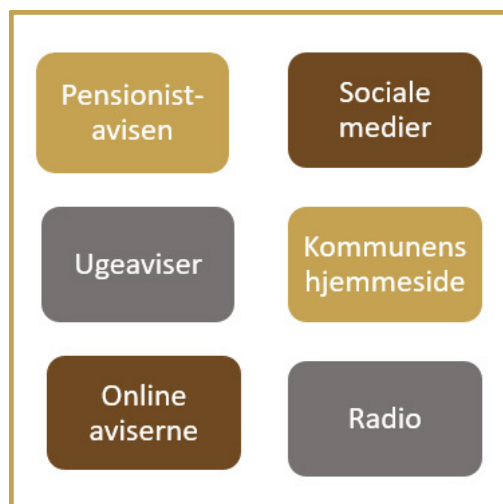 Pensionist-
avisen
Sociale
medier
Ugeaviser
Kommunens
hjemmeside
Online
aviserne
Radio